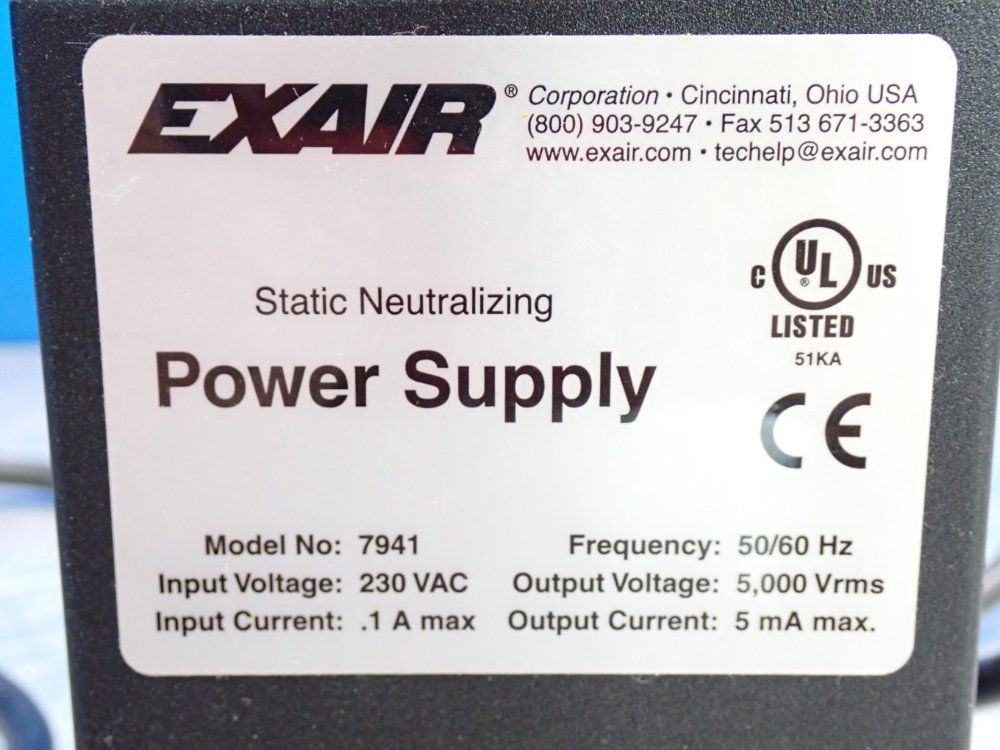 EXAIR® Corporation • Cincinnati, Ohio USA
(800) 903-9247 • Fax 513 671-3363
www.exair.com • techelp@exair.com
C UL® US
LISTED
51KA
Static Neutralizing
Power Supply
CE
Model No: 7941 Frequency: 50/60 Hz
Input Voltage: 230 VAC Output Voltage: 5,000 Vrms
Input Current: .1 A max Output Current: 5 mA max.